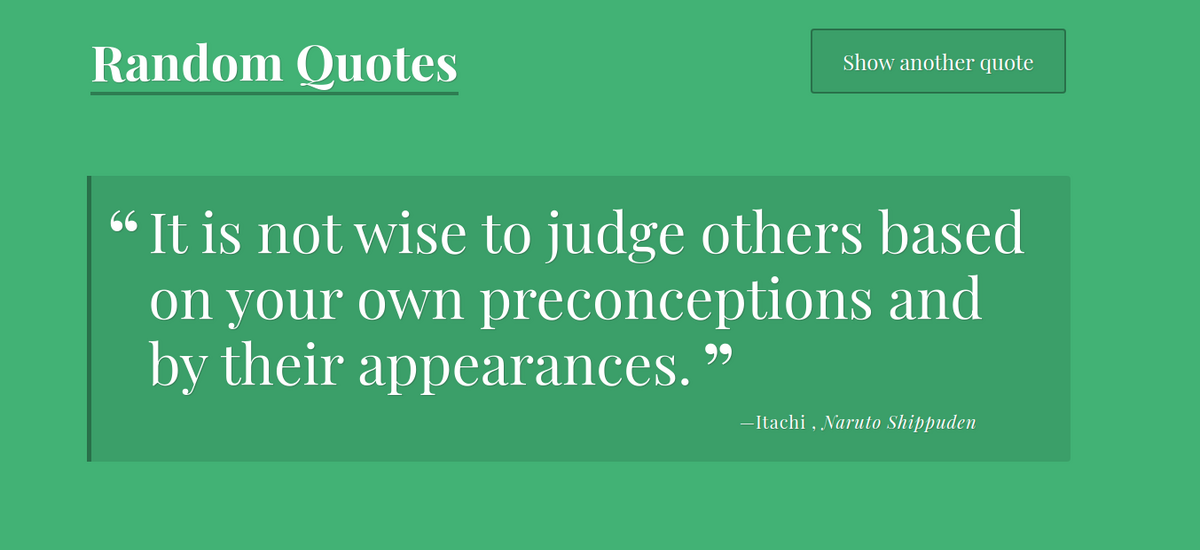 Random Quotes
Show another quote
“ It is not wise to judge others based
on your own preconceptions and
by their appearances. ”
—Itachi , Naruto Shippuden